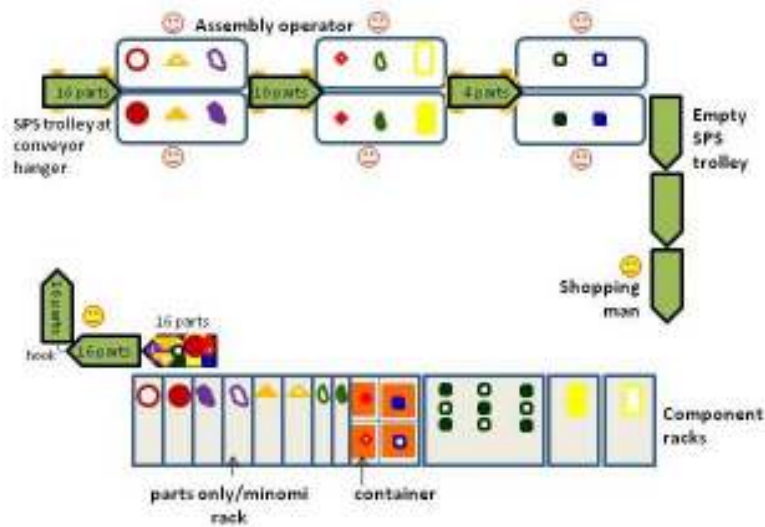 Assembly operator
16 parts
16 parts
4 parts
SPS trolley at
conveyor
hanger
Empty
SPS
trolley
Shopping
man
16 parts
16 parts
hook
16 parts
Component
racks
parts only/minomi
rack
container